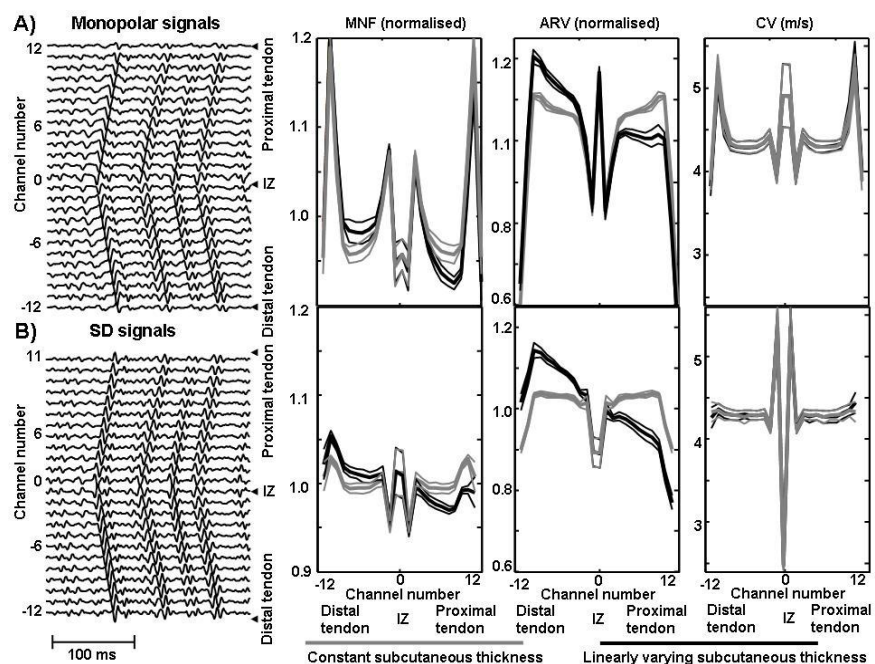 A)
Monopolar signals
MNF (normalised)
ARV (normalised)
CV (m/s)
Channel number
12
6
0
-6
-12
Proximal tendon
IZ
Distal tendon
1.2
1.1
1.0
1.2
1.1
1.0
0.8
0.6
5
4
3
B)
SD signals
Channel number
11
6
0
-6
-12
Proximal tendon
IZ
Distal tendon
100 ms
1.1
1.0
0.9
-12
0
12
Channel number
Distal tendon
IZ
Proximal tendon
1.2
1.0
0.8
0.6
-12
0
12
Channel number
Distal tendon
IZ
Proximal tendon
5
4
3
-12
0
12
Channel number
Distal tendon
IZ
Proximal tendon
Constant subcutaneous thickness
Linearly varying subcutaneous thickness